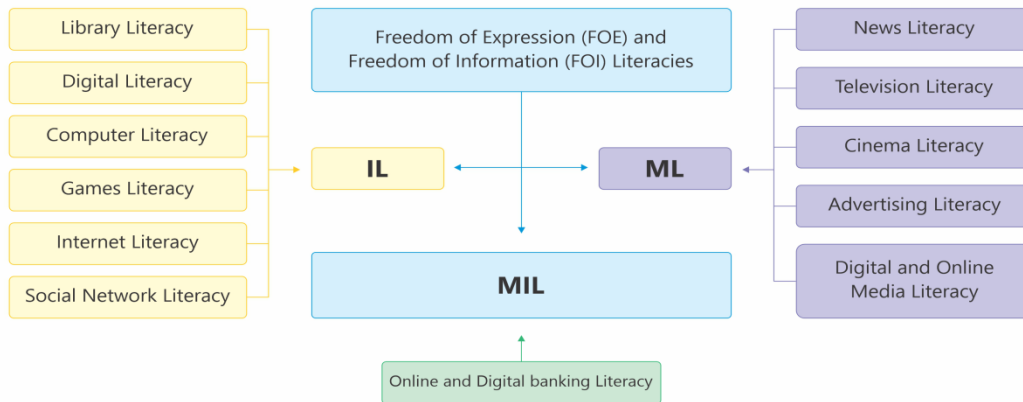 Library Literacy
Digital Literacy
Computer Literacy
Games Literacy
Internet Literacy
Social Network Literacy
Freedom of Expression (FOE) and
Freedom of Information (FOI) Literacies
IL
ML
MIL
Online and Digital banking Literacy
News Literacy
Television Literacy
Cinema Literacy
Advertising Literacy
Digital and Online
Media Literacy